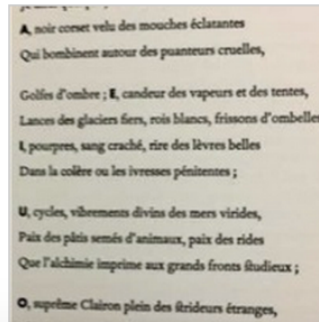 A, noir corset velu des mouches éclatantes
Qui bombinent autour des puanteurs cruelles,
Golfes d'ombre ; E, candeur des vapeurs et des tentes,
Lances des glaciers fiers, rois blancs, frissons d'ombelle
I, pourpres, sang craché, rire des lèvres belles
Dans la colère ou les ivresses pénitentes ;
U, cycles, vibrements divins des mers virides,
Paix des pâtis semés d'animaux, paix des rides
Que l'alchimie imprime aux grands fronts studieux ;
O, suprême Clairon plein des strideurs étranges,